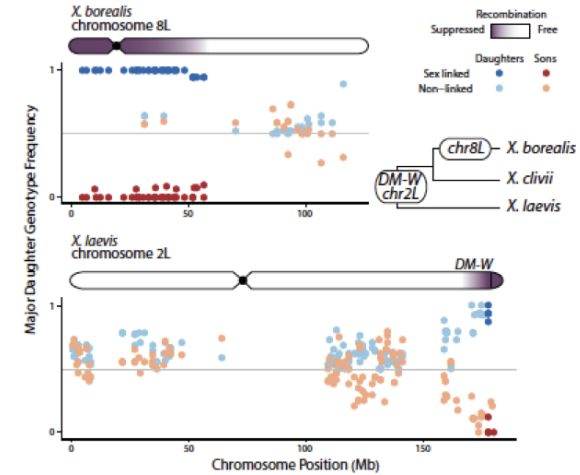 X. borealis
chromosome 8L
Recombination
Suppressed Free
Daughters Sons
Sex linked
Non-linked
Major Daughter Genotype Frequency
1
0
0 50 100
chr8L
X. borealis
DM-W
chr2L
X. clivii
X. laevis
X. laevis
chromosome 2L
DM-W
1
0
0 50 100 150
Chromosome Position (Mb)